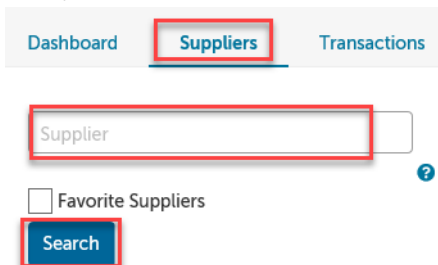 Dashboard Suppliers Transactions
Supplier
?
Favorite Suppliers
Search